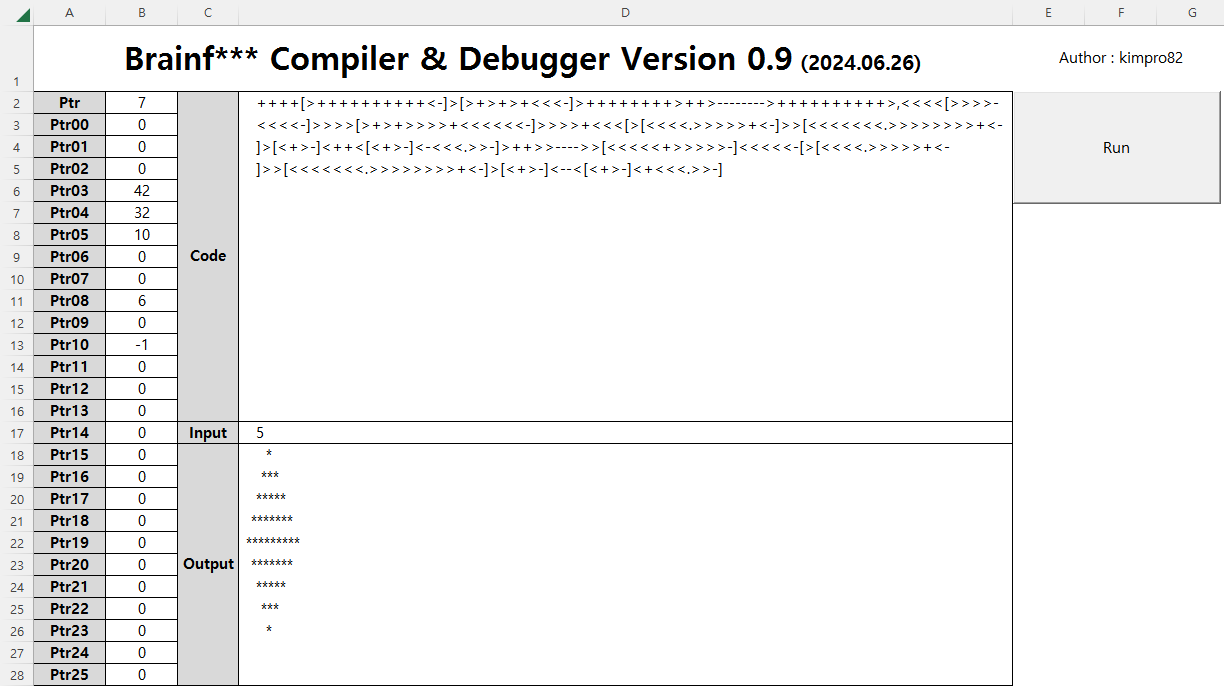 A B C D E F G
1 Brainf*** Compiler & Debugger Version 0.9 (2024.06.26) Author : kimpro82
2 Ptr 7 ++++[>++++++++++<-]>[>+>+>+<<<-]>++++++++>++>-------->++++++++++>,<<<<[>>>>-
3 Ptr00 0 <<<<-]>>>>[>+>+>>>>+<<<<<<-]>>>>+<<<[>[<<<<.>>>>>+<-]>>[<<<<<<<.>>>>>>>>+<-
4 Ptr01 0 ]>[<+>-]<++<[<+>-]<-<<<.>>-]>++>>---->>[<<<<<+>>>>>-]<<<<<-[>[<<<<.>>>>>+<- Run
5 Ptr02 0 ]>>[<<<<<<<.>>>>>>>>+<-]>[<+>-]<--<[<+>-]<+<<<.>>-]
6 Ptr03 42
7 Ptr04 32
8 Ptr05 10
9 Ptr06 0 Code
10 Ptr07 0
11 Ptr08 6
12 Ptr09 0
13 Ptr10 -1
14 Ptr11 0
15 Ptr12 0
16 Ptr13 0
17 Ptr14 0 Input 5
18 Ptr15 0 *
19 Ptr16 0 ***
20 Ptr17 0 *****
21 Ptr18 0 *******
22 Ptr19 0 *********
23 Ptr20 0 Output *******
24 Ptr21 0 *****
25 Ptr22 0 ***
26 Ptr23 0 *
27 Ptr24 0
28 Ptr25 0